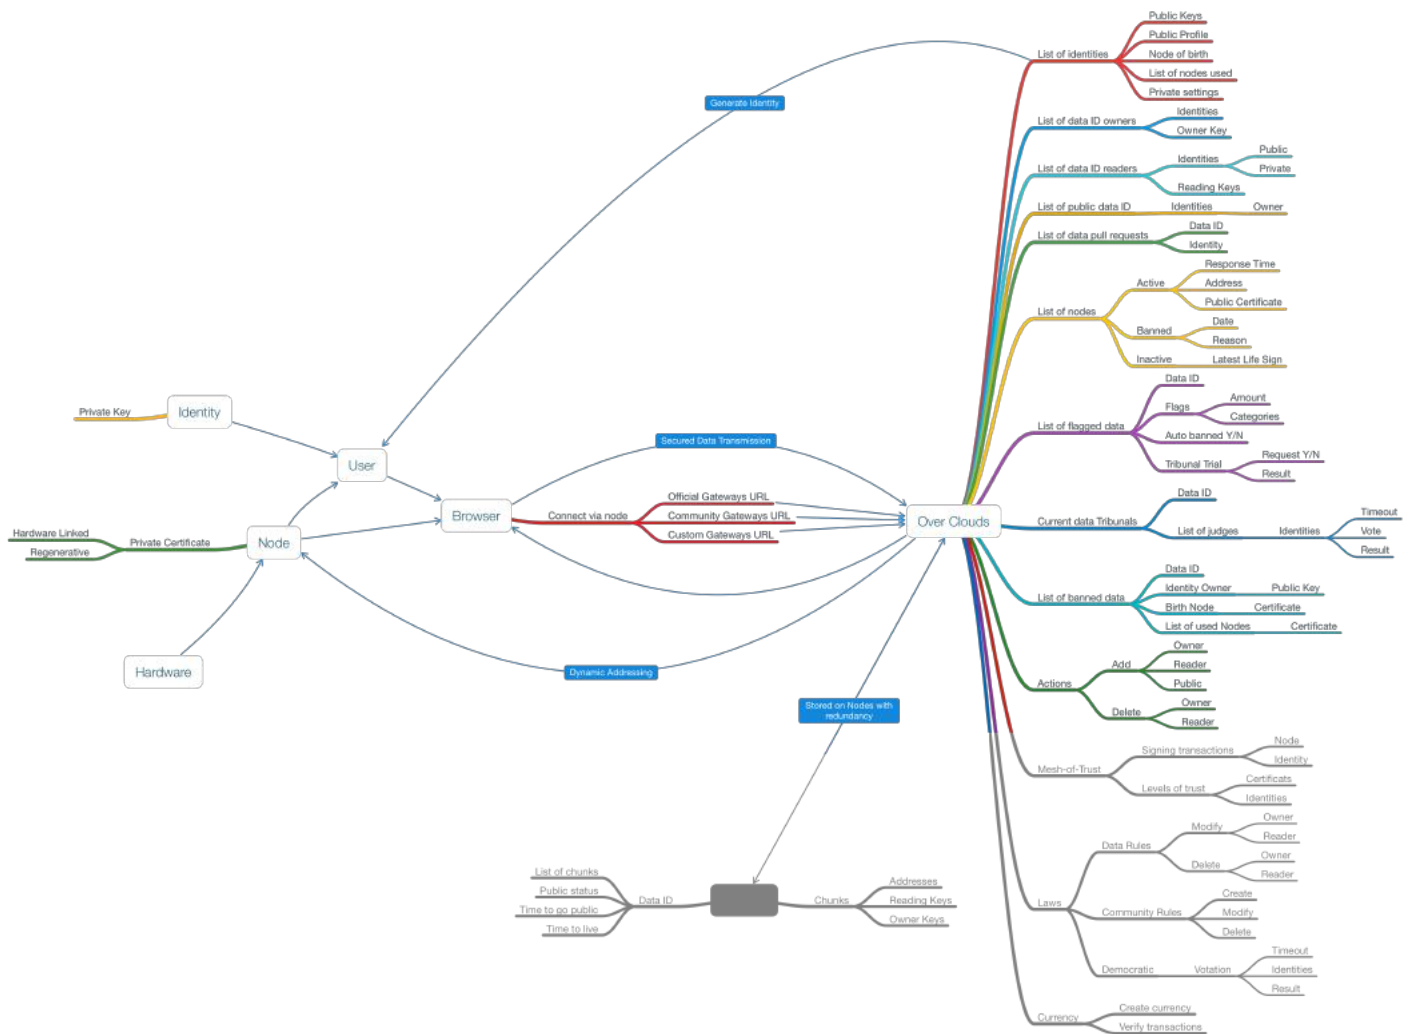 Public Keys
Public Profile
List of identities
Node of birth
List of nodes used
Private settings
Generate Identity
Identities
List of data ID owners
Owner Key
Public
Identities
List of data ID readers
Private
Reading Keys
List of public data ID
Identities
Owner
Data ID
List of data pull requests
Identity
Response Time
Active
Address
Public Certificate
List of nodes
Date
Banned
Reason
Inactive
Latest Life Sign
Data ID
Amount
Flags
Categories
List of flagged data
Auto banned Y/N
Request Y/N
Tribunal Trial
Result
Private Key
Identity
User
Secured Data Transmission
Browser
Connect via node
Official Gateways URL
Community Gateways URL
Custom Gateways URL
Over Clouds
Data ID
Current data Tribunals
List of judges
Identities
Timeout
Vote
Result
Hardware Linked
Regenerative
Private Certificate
Node
Hardware
Dynamic Addressing
Data ID
Identity Owner
Public Key
List of banned data
Birth Node
Certificate
List of used Nodes
Certificate
Owner
Add
Reader
Public
Actions
Owner
Delete
Reader
Stored on Nodes with
redundancy
Node
Signing transactions
Identity
Mesh-of-Trust
Certificats
Levels of trust
Identities
Owner
Modify
Reader
Data Rules
Owner
Delete
Reader
List of chunks
Public status
Data ID
Time to go public
Time to live
Chunks
Addresses
Reading Keys
Owner Keys
Laws
Create
Community Rules
Modify
Delete
Timeout
Democratic
Votation
Identities
Result
Create currency
Currency
Verify transactions